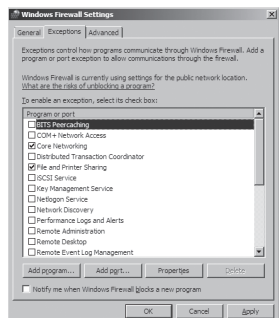 Windows Firewall Settings
General Exceptions Advanced
Exceptions control how programs communicate through Windows Firewall. Add a
program or port exception to allow communications through the firewall.
Windows Firewall is currently using settings for the public network location.
What are the risks of unblocking a program?
To enable an exception, select its check box:
Program or port
BITS Peercaching
COM+ Network Access
Core Networking
Distributed Transaction Coordinator
File and Printer Sharing
iSCSI Service
Key Management Service
Netlogon Service
Network Discovery
Performance Logs and Alerts
Remote Administration
Remote Desktop
Remote Event Log Management
Add program... Add port... Properties Delete
Notify me when Windows Firewall blocks a new program
OK Cancel Apply